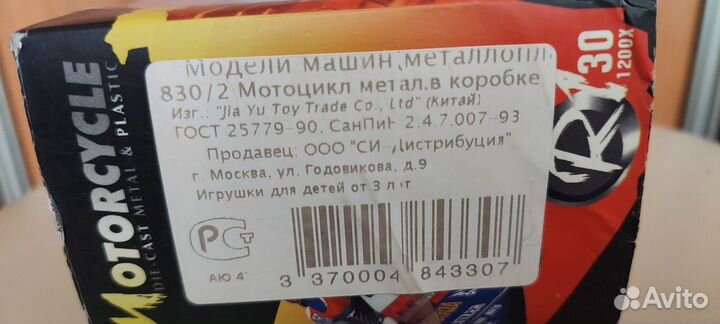 MOTORCYCLE
DIE-CAST METAL & PLASTIC
Модели машин,металлопл
830/2 Мотоцикл метал.в коробке
Изг.: "Jia Yu Toy Trade Co., Ltd" (Китай)
ГОСТ 25779-90. СанПиН 2.4.7.007-93
Продавец: ООО "СИ-Дистрибуция"
г. Москва, ул. Годовикова, д.9
Игрушки для детей от 3 лет
РСТ
АЮ 4
3 370004 843307
30
1200X
Avito